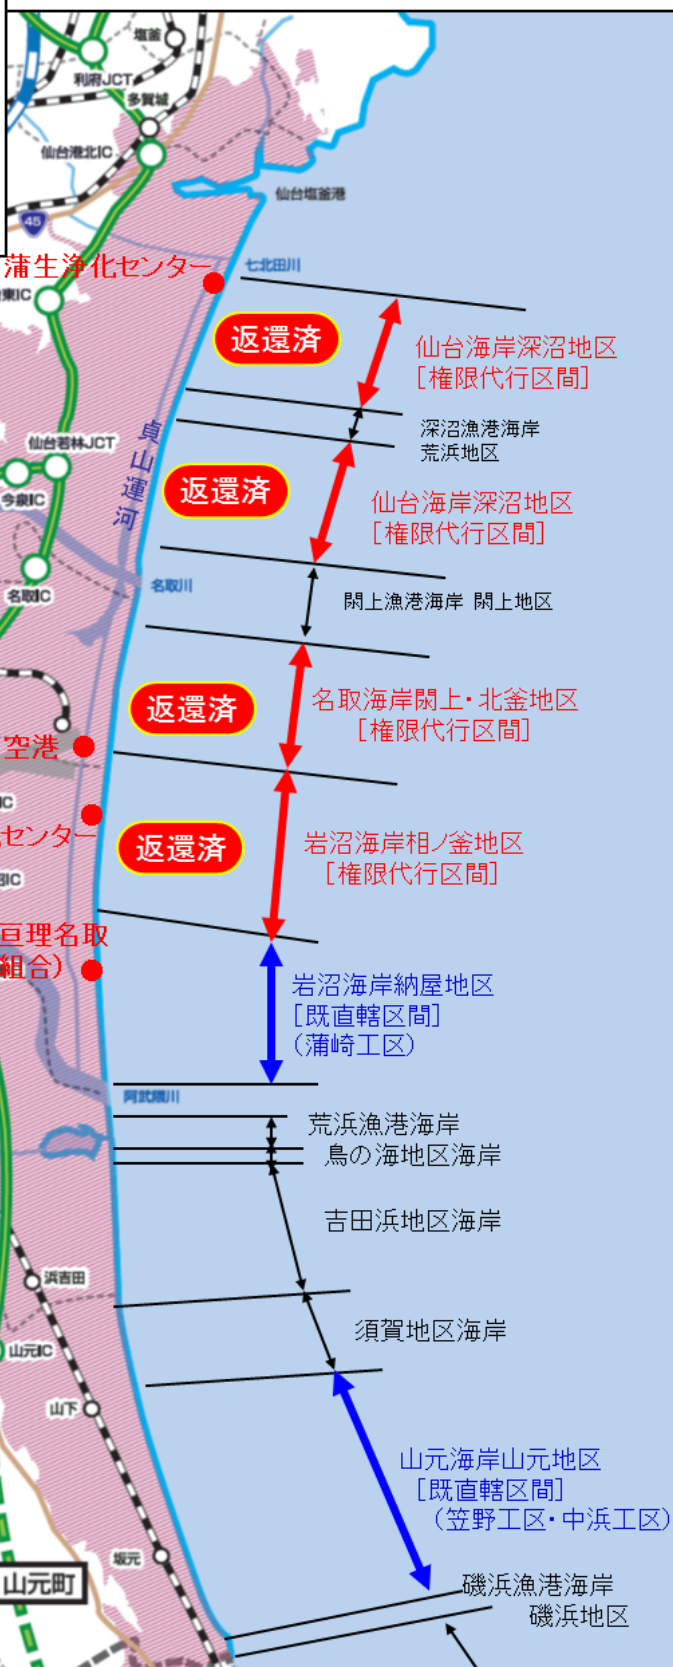 塩釜
利府JCT
多賀城
仙台港北IC
仙台塩釜港
45
蒲生浄化センター
七北田川
東IC
返還済
仙台海岸深沼地区
[権限代行区間]
深沼漁港海岸
荒浜地区
仙台若林JCT
貞山運河
今泉IC
返還済
仙台海岸深沼地区
[権限代行区間]
名取川
名取IC
閖上漁港海岸 閖上地区
返還済
名取海岸閖上・北釜地区
[権限代行区間]
空港
IC
センター
返還済
岩沼海岸相ノ釜地区
[権限代行区間]
IC
亘理名取
組合）
岩沼海岸納屋地区
[既直轄区間]
（蒲崎工区）
阿武隈川
荒浜漁港海岸
鳥の海地区海岸
吉田浜地区海岸
浜吉田
須賀地区海岸
山元IC
山下
山元海岸山元地区
[既直轄区間]
（笠野工区・中浜工区）
坂元
山元町
磯浜漁港海岸
磯浜地区